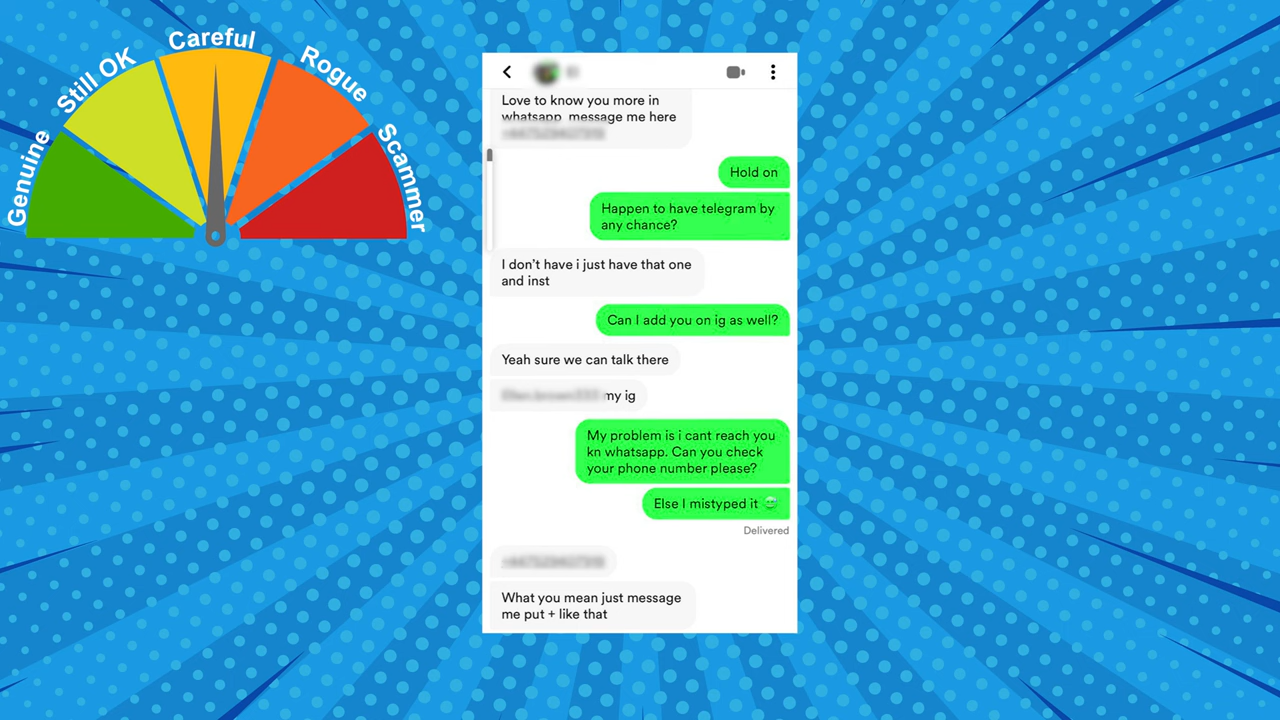 Genuine
Still OK
Careful
Rogue
Scammer
Love to know you more in
whatsapp message me here
Hold on
Happen to have telegram by
any chance?
I don't have i just have that one
and inst
Can I add you on ig as well?
Yeah sure we can talk there
my ig
My problem is i cant reach you
kn whatsapp. Can you check
your phone number please?
Else I mistyped it
Delivered
What you mean just message
me put + like that